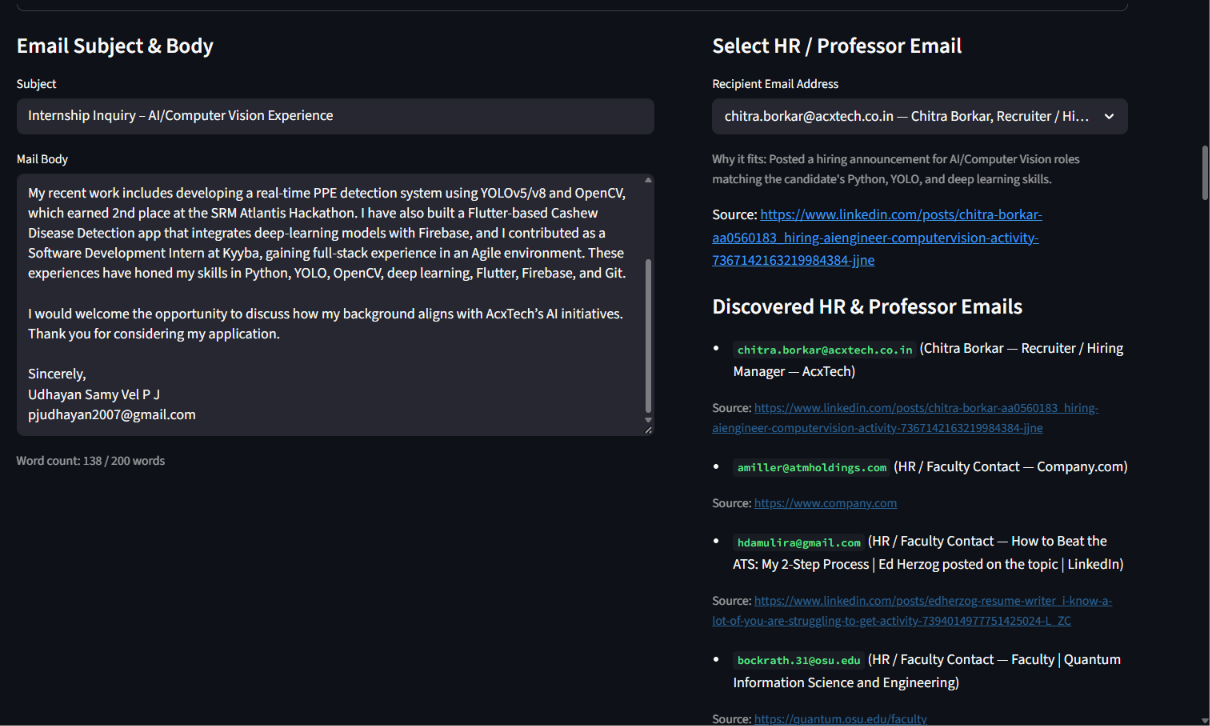 Email Subject & Body
Subject
Internship Inquiry – AI/Computer Vision Experience
Mail Body
My recent work includes developing a real-time PPE detection system using YOLOv5/v8 and OpenCV,
which earned 2nd place at the SRM Atlantis Hackathon. I have also built a Flutter-based Cashew
Disease Detection app that integrates deep-learning models with Firebase, and I contributed as a
Software Development Intern at Kyyba, gaining full-stack experience in an Agile environment. These
experiences have honed my skills in Python, YOLO, OpenCV, deep learning, Flutter, Firebase, and Git.
I would welcome the opportunity to discuss how my background aligns with AcxTech’s AI initiatives.
Thank you for considering my application.
Sincerely,
Udhayan Samy Vel P J
pjudhayan2007@gmail.com
Word count: 138 / 200 words
Select HR / Professor Email
Recipient Email Address
chitra.borkar@acxtech.co.in — Chitra Borkar, Recruiter / Hi...
Why it fits: Posted a hiring announcement for AI/Computer Vision roles
matching the candidate's Python, YOLO, and deep learning skills.
Source: https://www.linkedin.com/posts/chitra-borkar-
aa0560183_hiring-aiengineer-computervision-activity-
7367142163219984384-jjne
Discovered HR & Professor Emails
• chitra.borkar@acxtech.co.in (Chitra Borkar — Recruiter / Hiring
Manager — AcxTech)
Source: https://www.linkedin.com/posts/chitra-borkar-aa0560183_hiring-
aiengineer-computervision-activity-7367142163219984384-jjne
• amiller@atmholdings.com (HR / Faculty Contact — Company.com)
Source: https://www.company.com
• hdamulira@gmail.com (HR / Faculty Contact — How to Beat the
ATS: My 2-Step Process | Ed Herzog posted on the topic | LinkedIn)
Source: https://www.linkedin.com/posts/edherzog-resume-writer_i-know-a-
lot-of-you-are-struggling-to-get-activity-7394014977751425024-L_ZC
• bockrath.31@osu.edu (HR / Faculty Contact — Faculty | Quantum
Information Science and Engineering)
Source: https://quantum.osu.edu/faculty